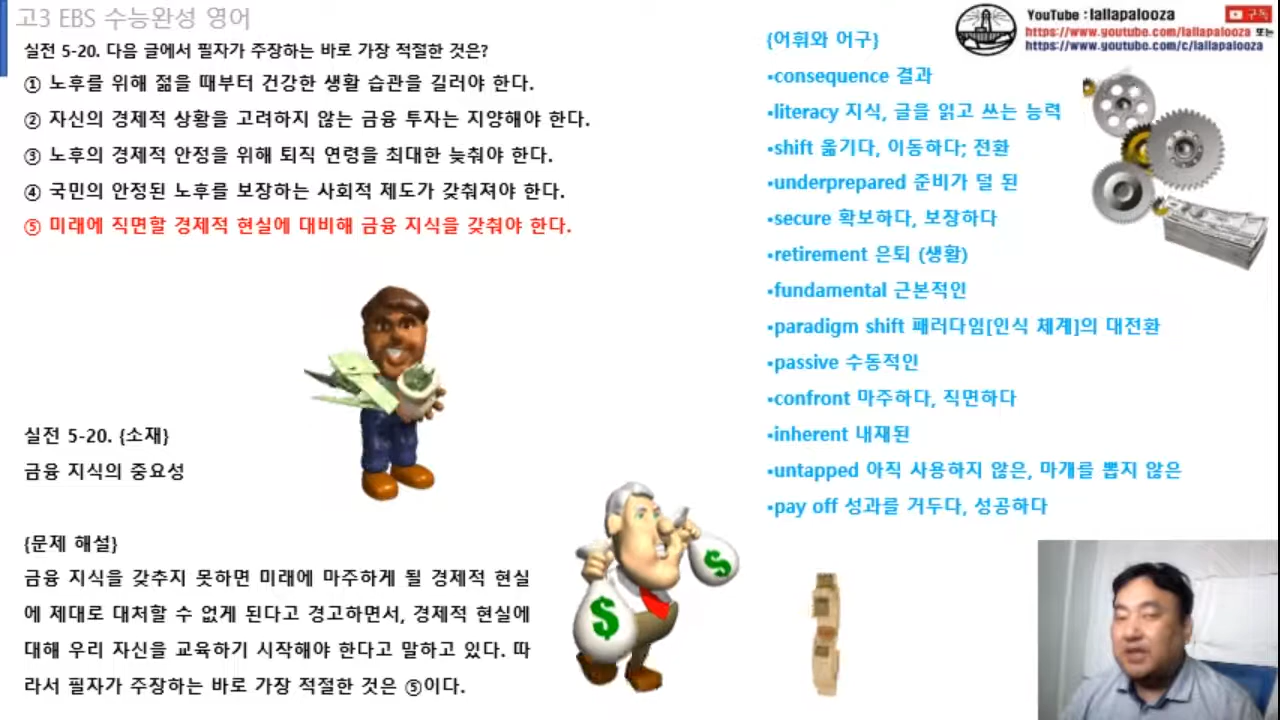 고3 EBS 수능완성 영어
실전 5-20. 다음 글에서 필자가 주장하는 바로 가장 적절한 것은?
① 노후를 위해 젊을 때부터 건강한 생활 습관을 길러야 한다.
② 자신의 경제적 상황을 고려하지 않는 금융 투자는 지양해야 한다.
③ 노후의 경제적 안정을 위해 퇴직 연령을 최대한 늦춰야 한다.
④ 국민의 안정된 노후를 보장하는 사회적 제도가 갖춰져야 한다.
⑤ 미래에 직면할 경제적 현실에 대비해 금융 지식을 갖춰야 한다.
실전 5-20. {소재}
금융 지식의 중요성
{문제 해설}
금융 지식을 갖추지 못하면 미래에 마주하게 될 경제적 현실
에 제대로 대처할 수 없게 된다고 경고하면서, 경제적 현실에
대해 우리 자신을 교육하기 시작해야 한다고 말하고 있다. 따
라서 필자가 주장하는 바로 가장 적절한 것은 ⑤이다.
{어휘와 어구}
•consequence 결과
•literacy 지식, 글을 읽고 쓰는 능력
•shift 옮기다, 이동하다; 전환
•underprepared 준비가 덜 된
•secure 확보하다, 보장하다
•retirement 은퇴 (생활)
•fundamental 근본적인
•paradigm shift 패러다임[인식 체계]의 대전환
•passive 수동적인
•confront 마주하다, 직면하다
•inherent 내재된
•untapped 아직 사용하지 않은, 마개를 뽑지 않은
•pay off 성과를 거두다, 성공하다
YouTube : lallapalooza 구독
https://www.youtube.com/lallapalooza 또는
https://www.youtube.com/c/lallapalooza
$
$